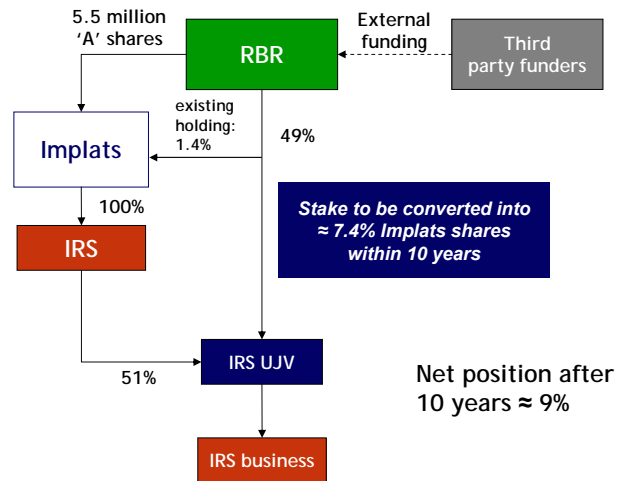 5.5 million
‘A’ shares
RBR
External
funding
Third
party funders
existing
holding:
1.4%
49%
Implats
100%
Stake to be converted into
≈ 7.4% Implats shares
within 10 years
IRS
51%
IRS UJV
Net position after
10 years ≈ 9%
IRS business